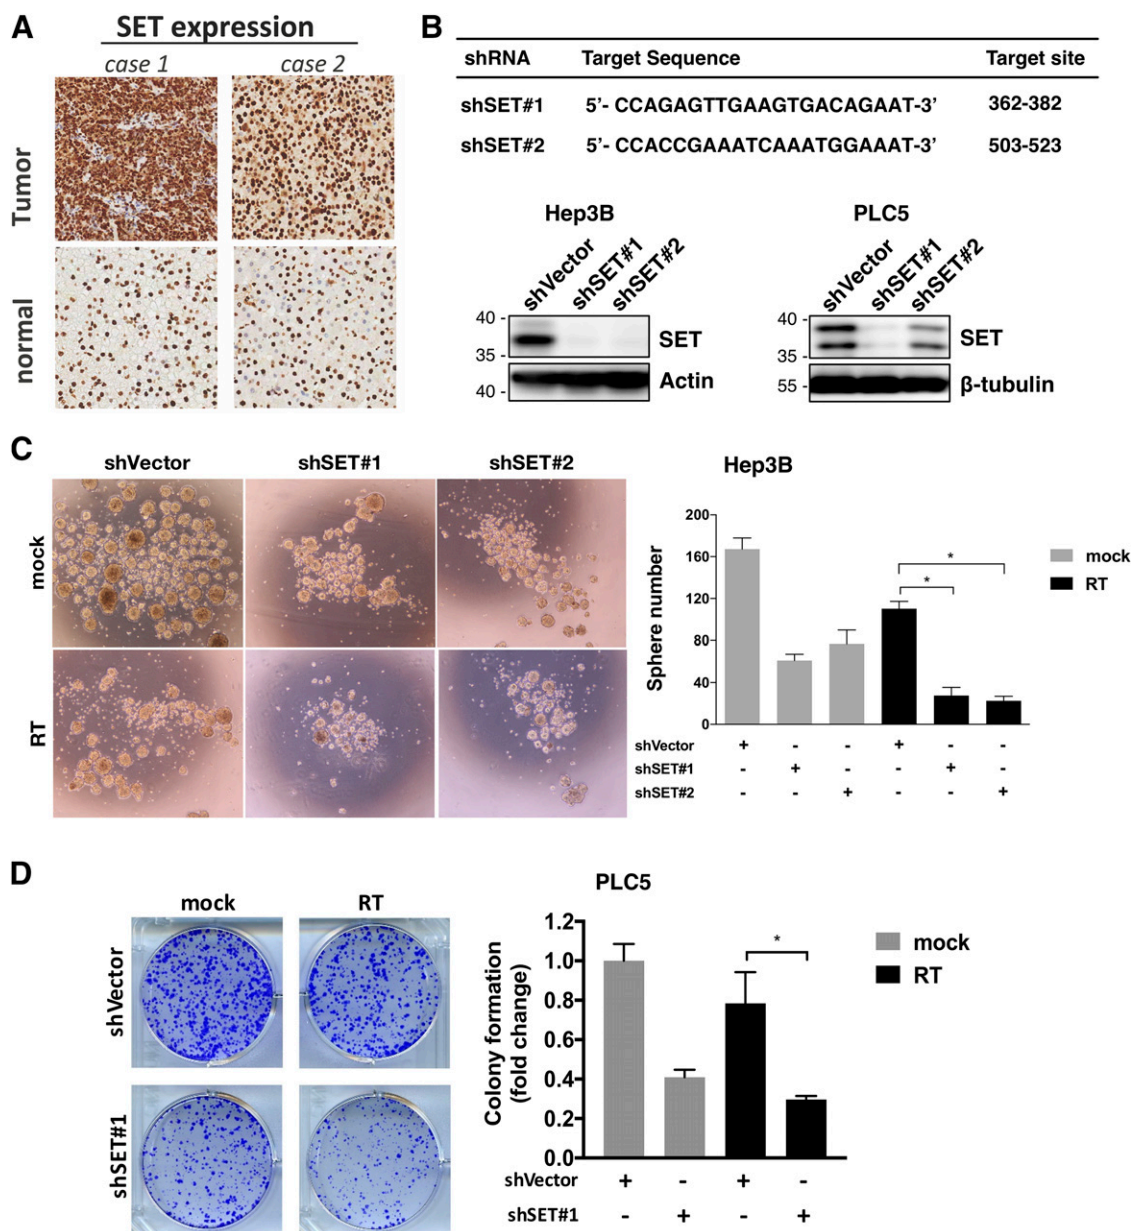 A
SET expression
case 1 case 2
Tumor
normal
B
shRNA Target Sequence Target site
shSET#1 5'- CCAGAGTTGAAGTGACAGAAT-3' 362-382
shSET#2 5'- CCACCGAAATCAAATGGAAAT-3' 503-523
Hep3B
shVector shSET#1 shSET#2
40 -
35 -
SET
40 -
Actin
PLC5
shVector shSET#1 shSET#2
40 -
35 -
SET
55 -
β-tubulin
C
shVector shSET#1 shSET#2
mock
RT
Hep3B
Sphere number
200
160
120
80
40
0
* *
mock
RT
shVector + - - + - -
shSET#1 - + - - + -
shSET#2 - - + - - +
D
mock RT
shVector
shSET#1
PLC5
Colony formation
(fold change)
1.2
1.0
0.8
0.6
0.4
0.2
0.0
*
mock
RT
shVector + - + -
shSET#1 - + - +